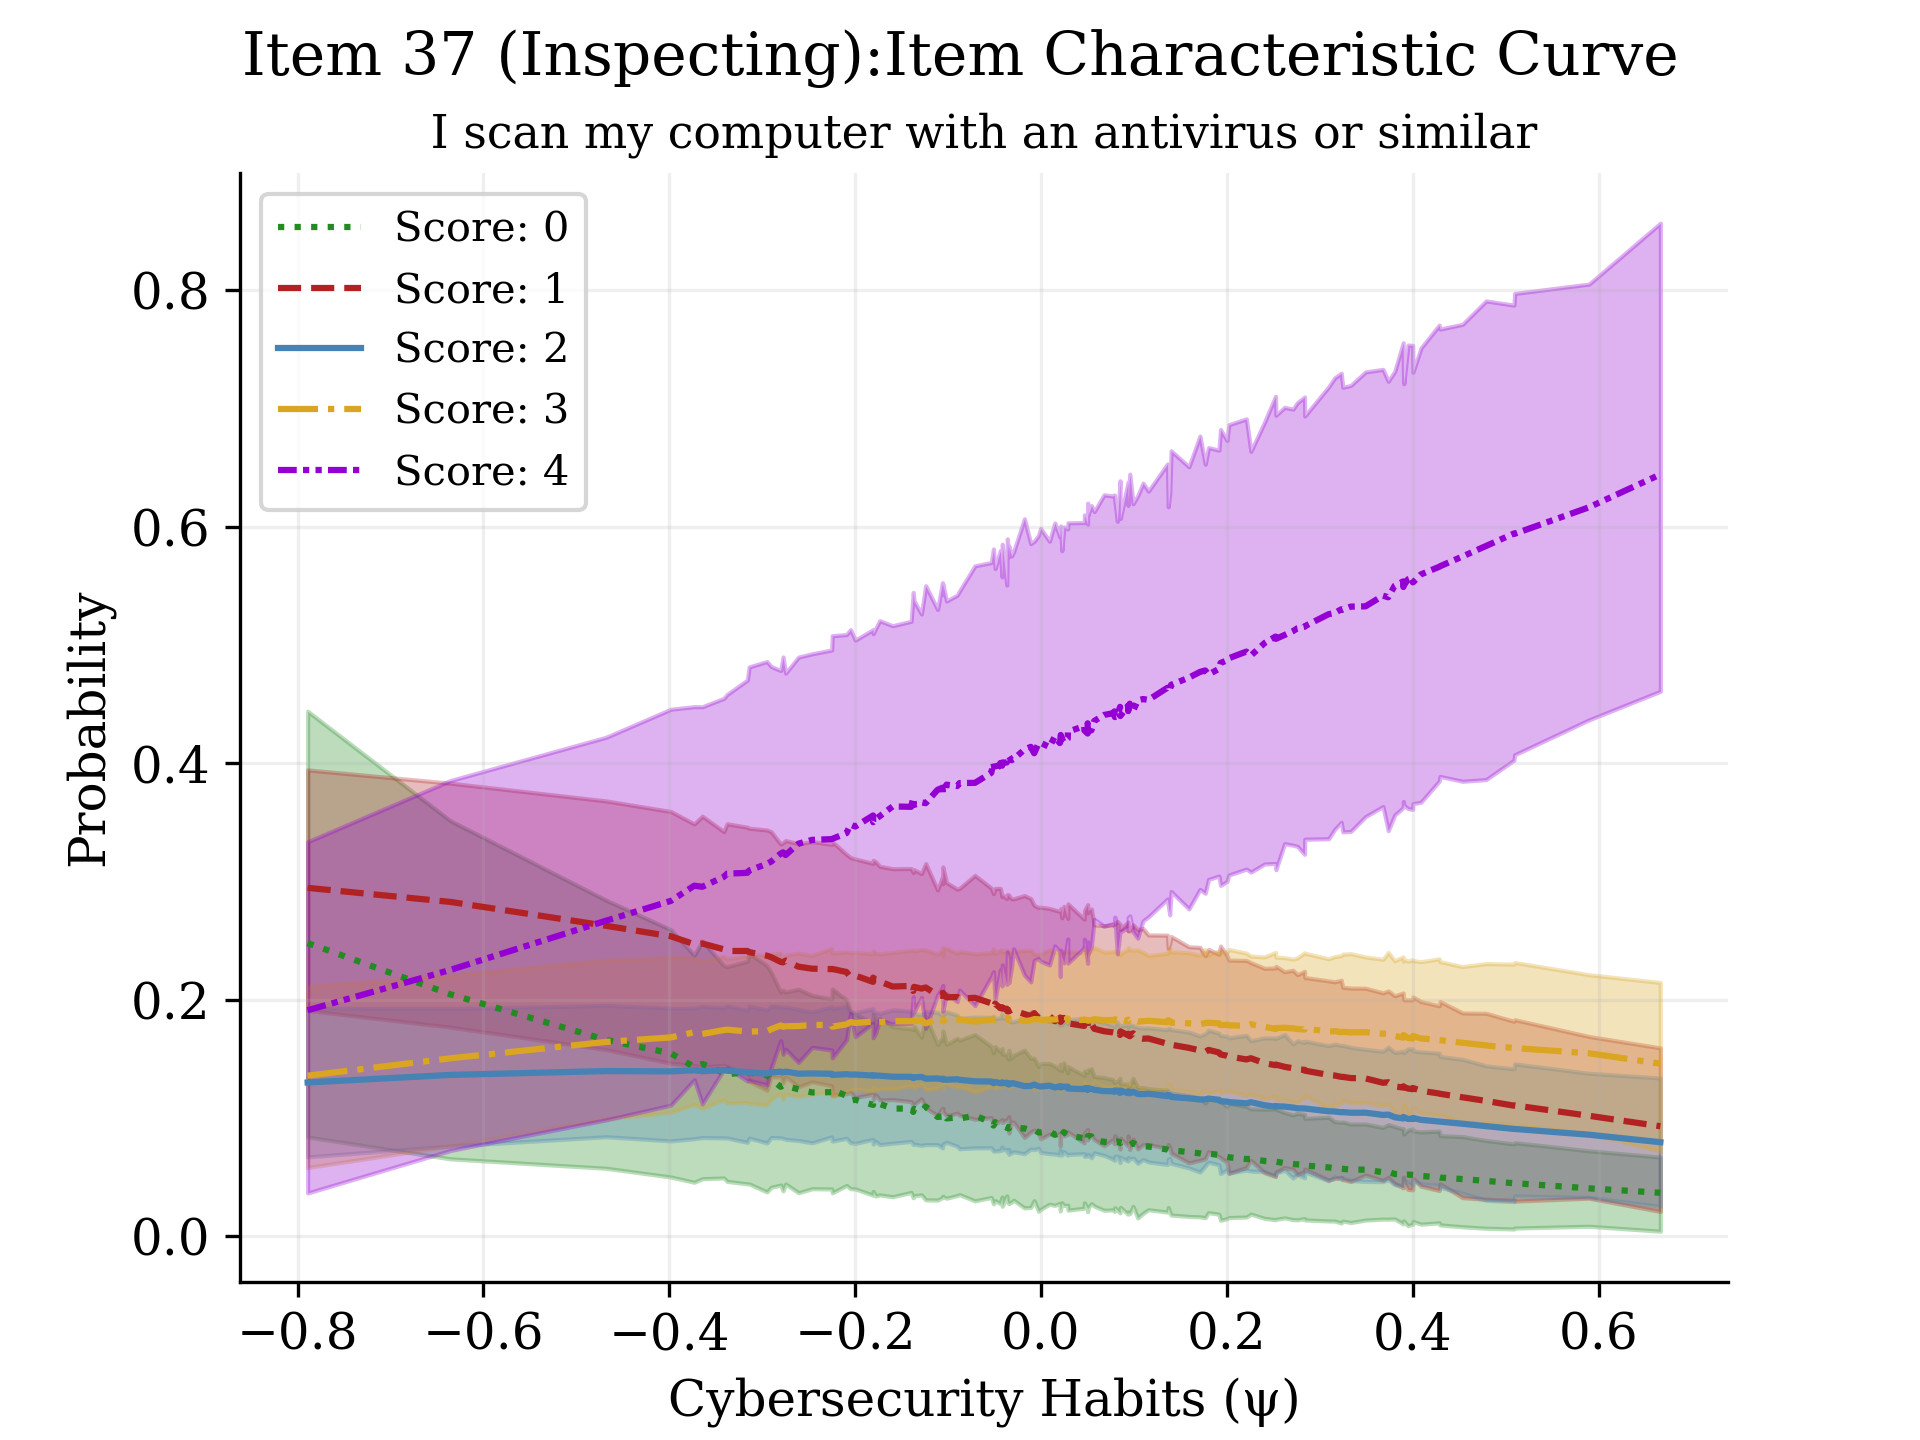 Item 37 (Inspecting):Item Characteristic Curve
I scan my computer with an antivirus or similar
Score: 0
Score: 1
Score: 2
Score: 3
Score: 4
0.8
0.6
0.4
0.2
0.0
Probability
−0.8 −0.6 −0.4 −0.2 0.0 0.2 0.4 0.6
Cybersecurity Habits (ψ)